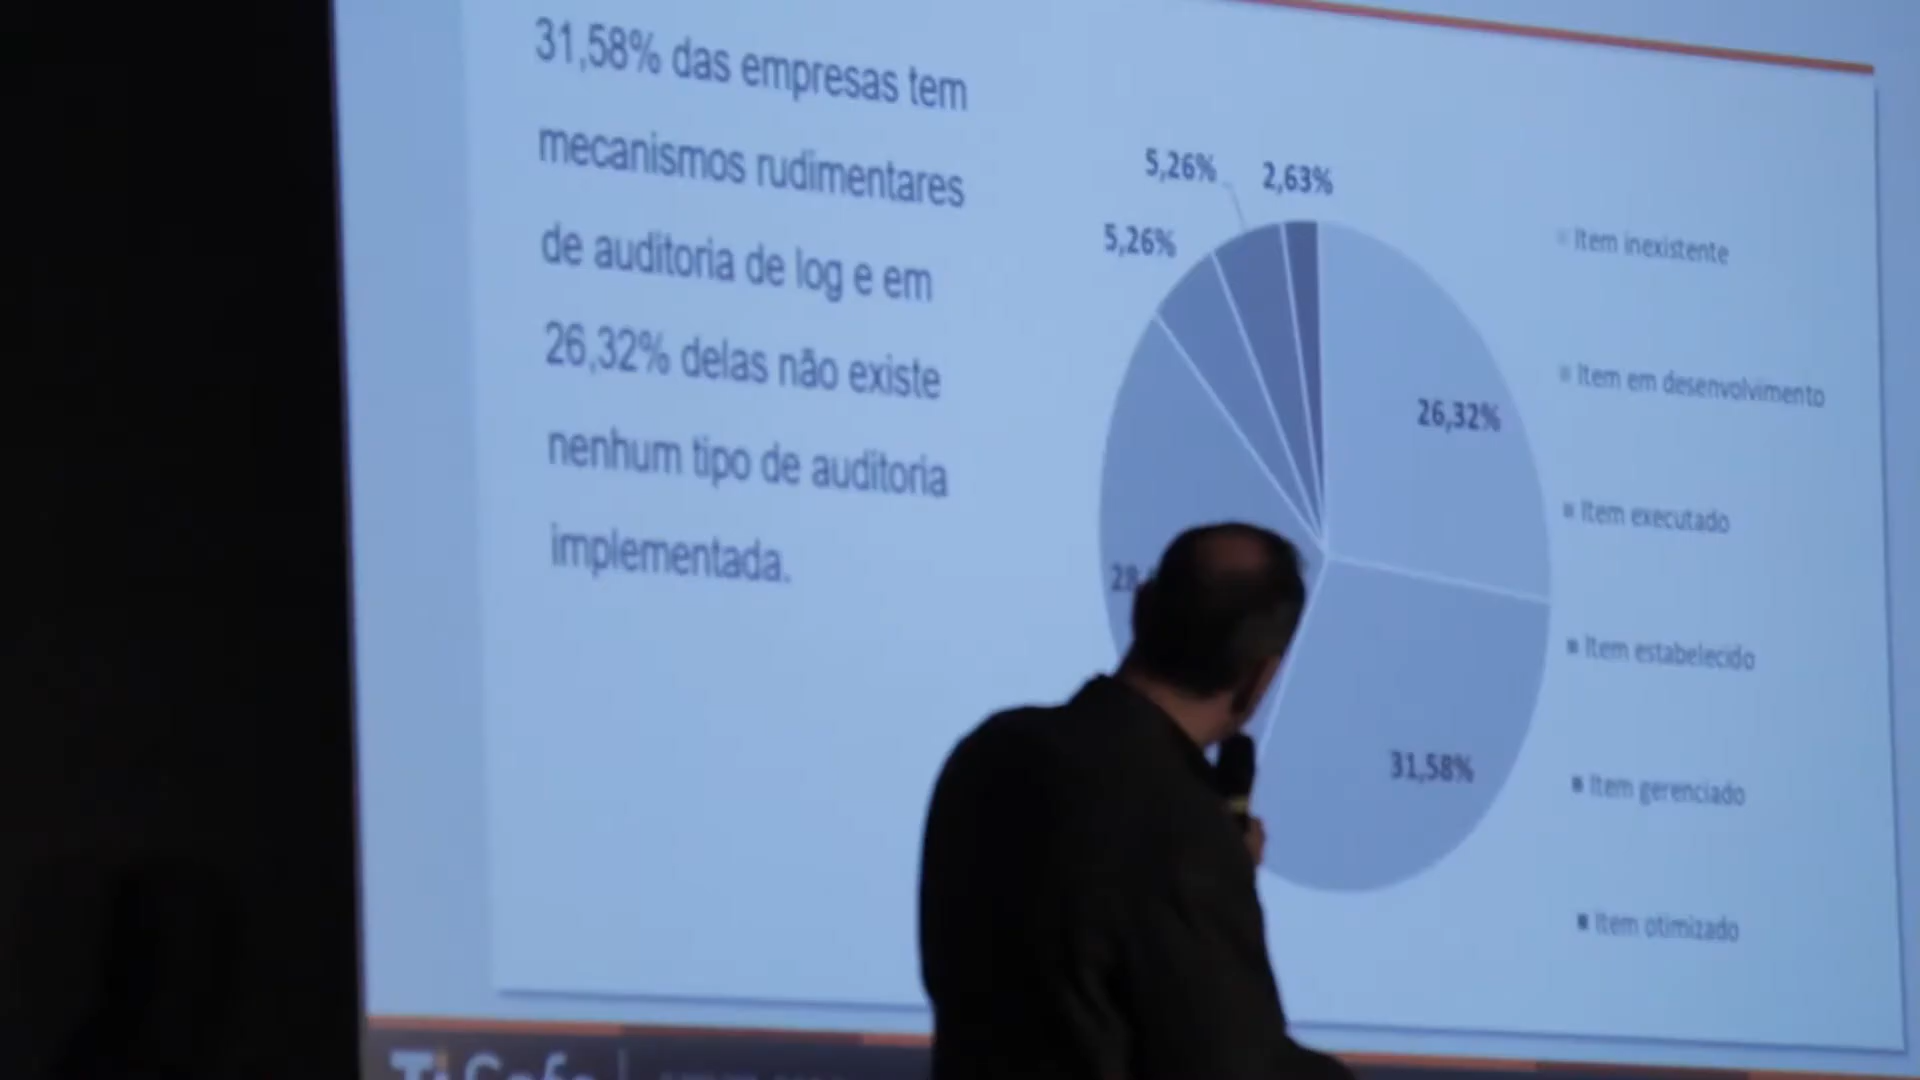 31,58% das empresas tem
mecanismos rudimentares
de auditoria de log e em
26,32% delas não existe
nenhum tipo de auditoria
implementada.
5,26%
2,63%
5,26%
26,32%
31,58%
Item inexistente
Item em desenvolvimento
Item executado
Item estabelecido
Item gerenciado
Item otimizado